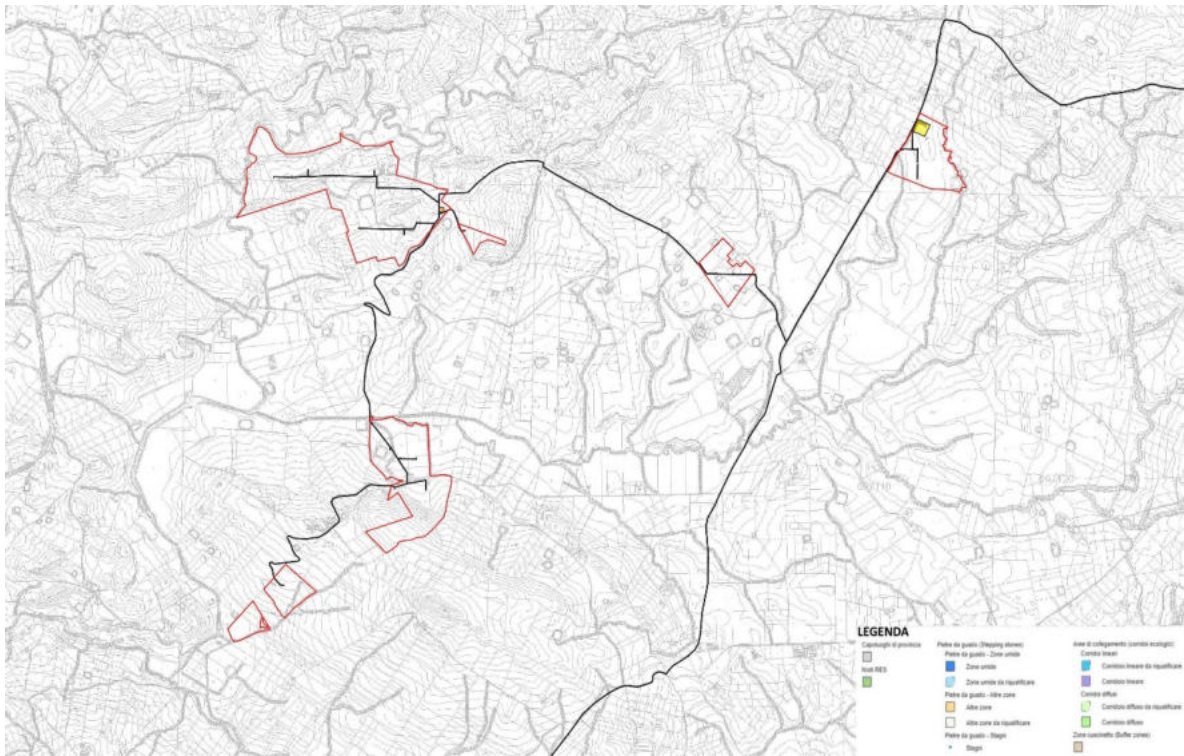 LEGENDA
Capoluoghi di provincia
Nodi RES
Pietre da guado (Stepping stones)
Pietre da guado - Zone umide
Zone umide
Zone umide da riqualificare
Pietre da guado - Altre zone
Altre zone
Altre zone da riqualificare
Pietre da guado - Stagni
Stagni
Aree di collegamento (corridoi ecologici)
Corridoi lineari
Corridoio lineare da riqualificare
Corridoio lineare
Corridoi diffusi
Corridoio diffuso da riqualificare
Corridoio diffuso
Zone cuscinetto (Buffer zones)